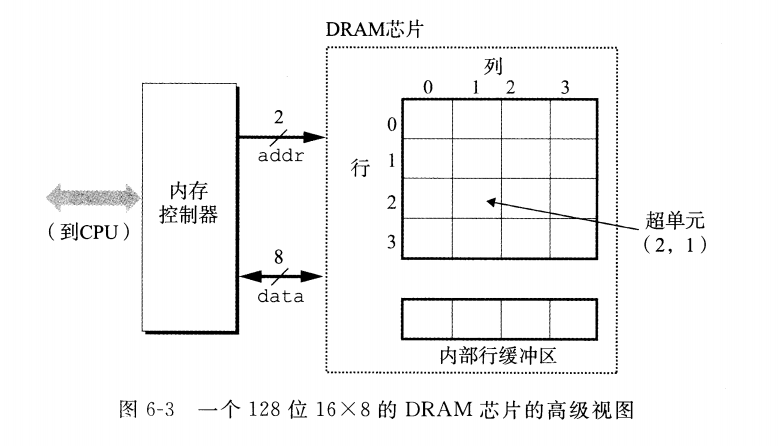 DRAM芯片
列
0 1 2 3
2
addr
0
行 1
2
3
内存
控制器
（到CPU）
超单元
（2，1）
8
data
内部行缓冲区
图 6-3 一个 128 位 16×8 的 DRAM 芯片的高级视图